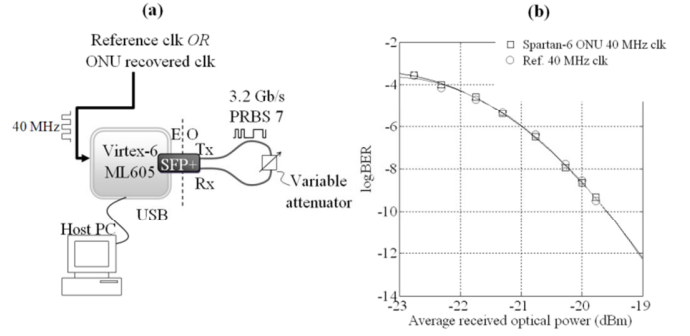 (a)
Reference clk OR
ONU recovered clk
40 MHz
3.2 Gb/s
PRBS 7
E O
Virtex-6
ML605
SFP+
Tx
Rx
Variable
attenuator
USB
Host PC
(b)
Spartan-6 ONU 40 MHz clk
Ref. 40 MHz clk
logBER
-2
-4
-6
-8
-10
-12
-14
-23 -22 -21 -20 -19
Average received optical power (dBm)